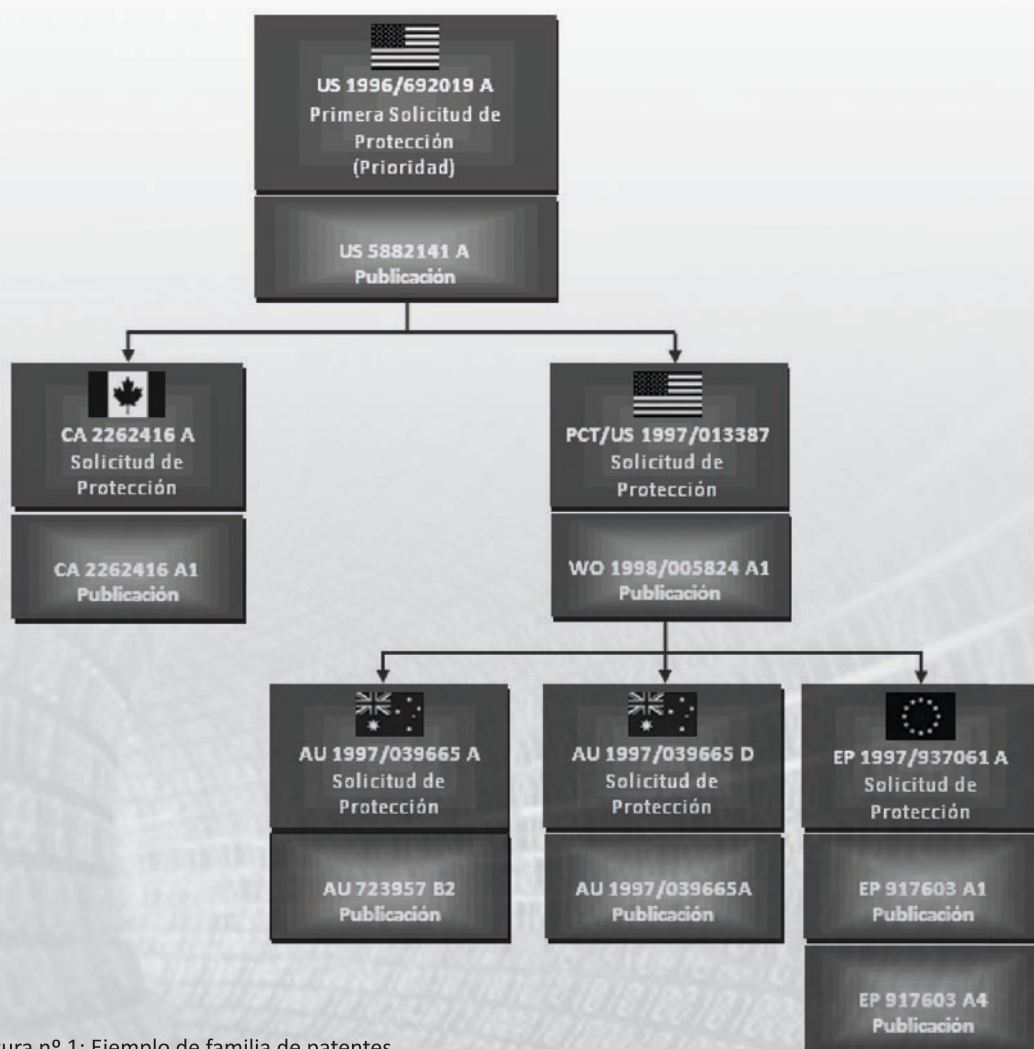 US 1996/692019 A
Primera Solicitud de
Protección
(Prioridad)
US 5882141 A
Publicación
CA 2262416 A
Solicitud de
Protección
CA 2262416 A1
Publicación
PCT/US 1997/013387
Solicitud de
Protección
WO 1998/005824 A1
Publicación
AU 1997/039665 A
Solicitud de
Protección
AU 723957 B2
Publicación
AU 1997/039665 D
Solicitud de
Protección
AU 1997/039665A
Publicación
EP 1997/937061 A
Solicitud de
Protección
EP 917603 A1
Publicación
EP 917603 A4
Publicación
ura nº 1: Ejemplo de familia de patentes